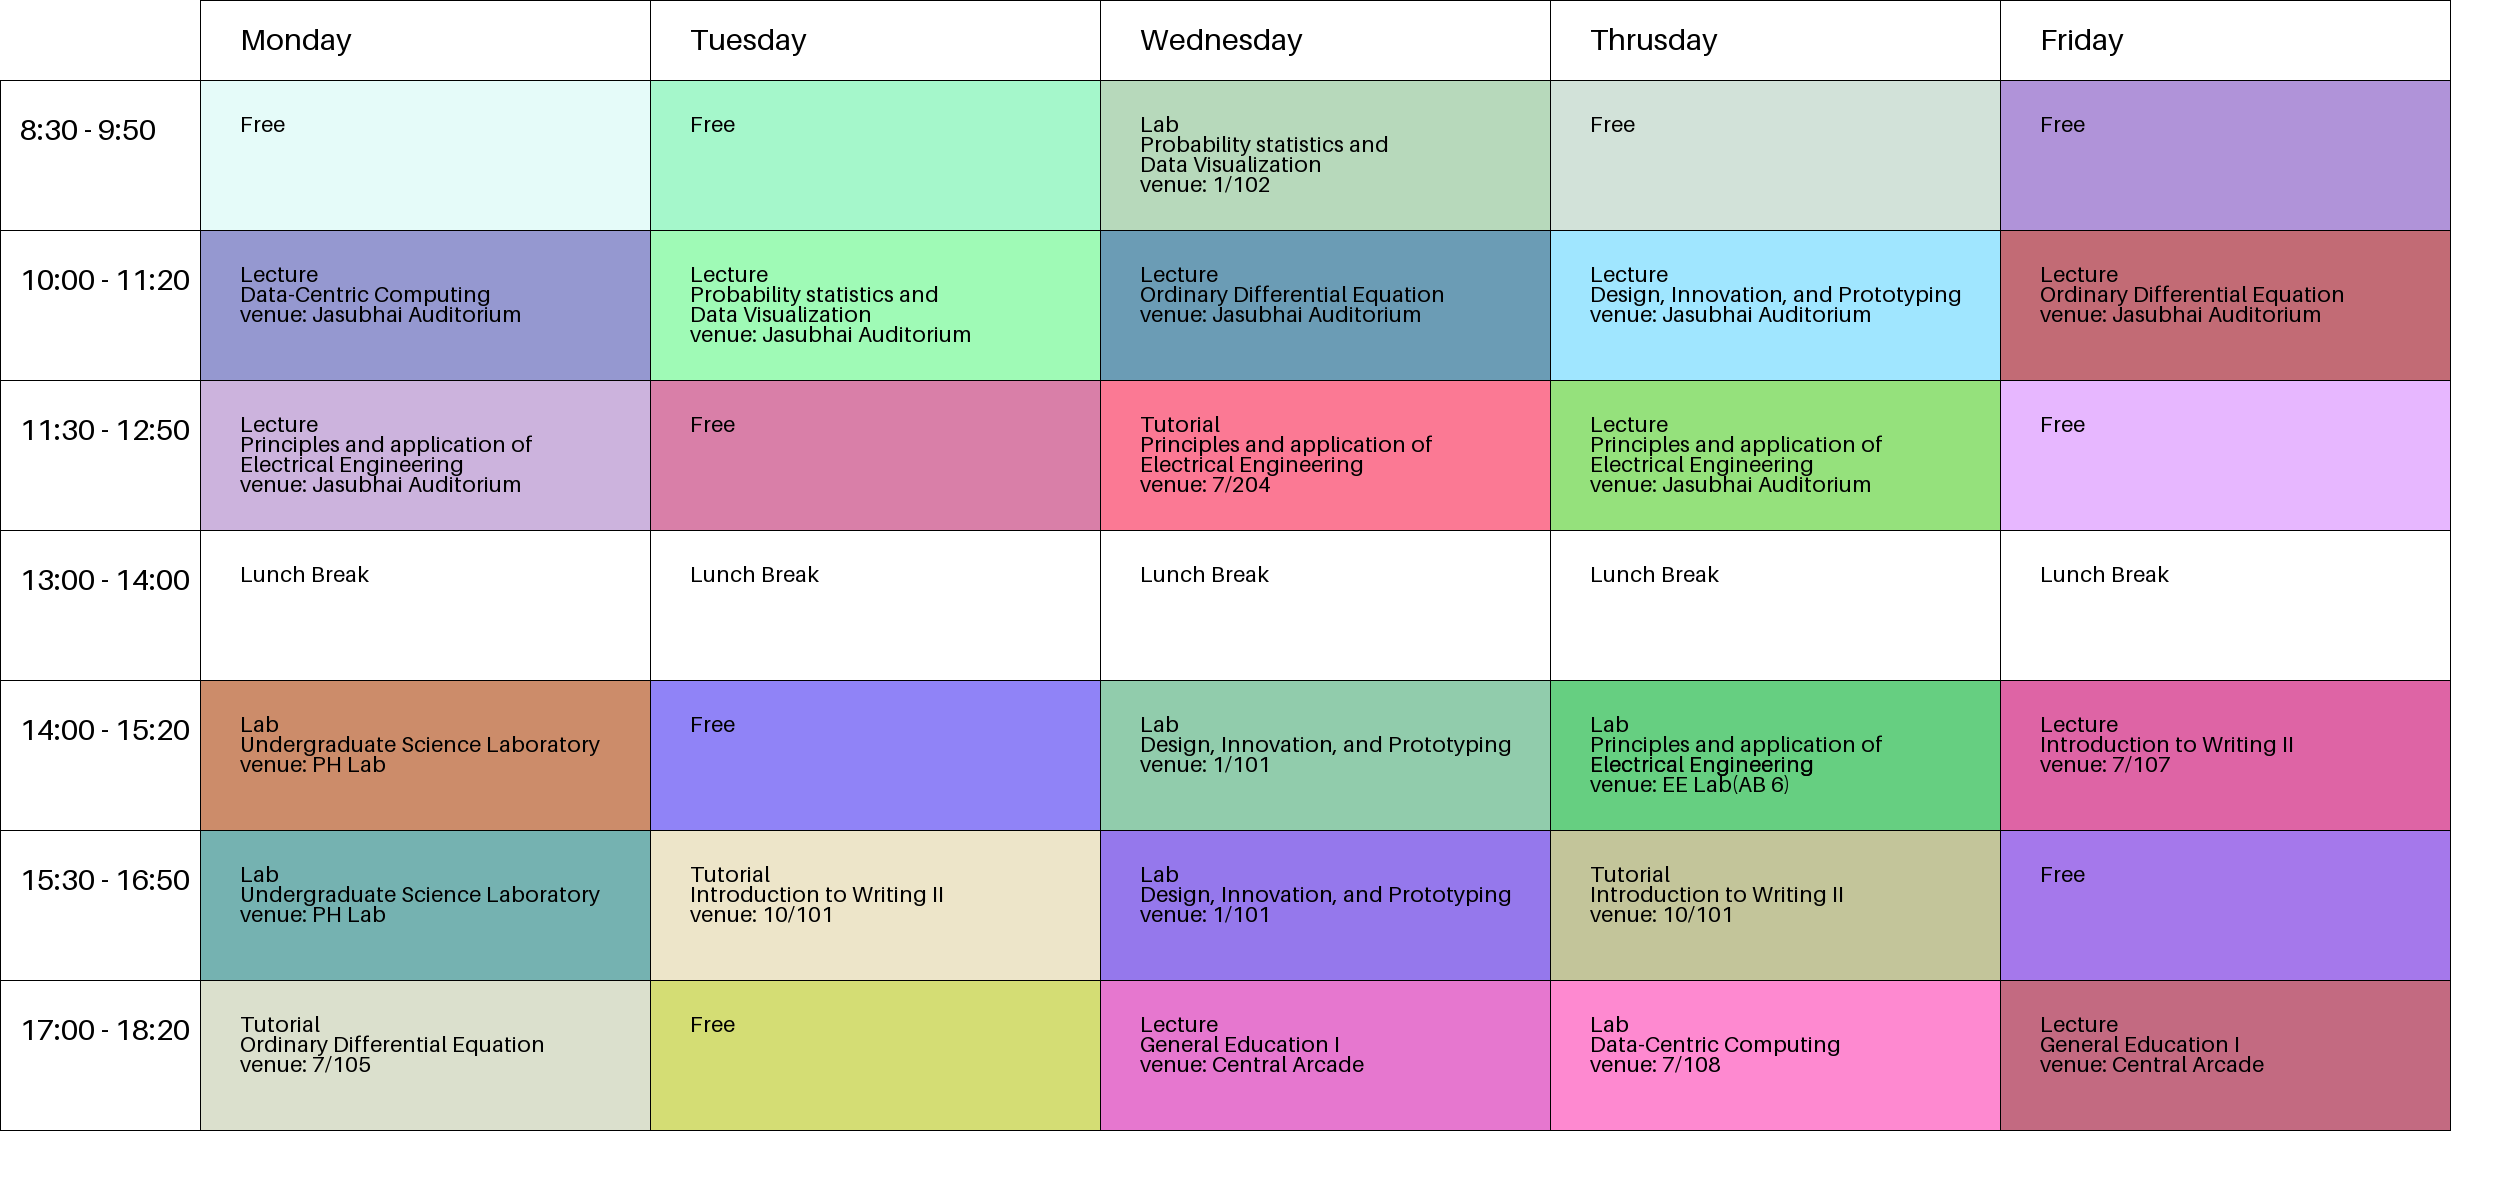 Monday
Tuesday
Wednesday
Thrusday
Friday
8:30 - 9:50
Free
Free
Lab
Probability statistics and
Data Visualization
venue: 1/102
Free
Free
10:00 - 11:20
Lecture
Data-Centric Computing
venue: Jasubhai Auditorium
Lecture
Probability statistics and
Data Visualization
venue: Jasubhai Auditorium
Lecture
Ordinary Differential Equation
venue: Jasubhai Auditorium
Lecture
Design, Innovation, and Prototyping
venue: Jasubhai Auditorium
Lecture
Ordinary Differential Equation
venue: Jasubhai Auditorium
11:30 - 12:50
Lecture
Principles and application of
Electrical Engineering
venue: Jasubhai Auditorium
Free
Tutorial
Principles and application of
Electrical Engineering
venue: 7/204
Lecture
Principles and application of
Electrical Engineering
venue: Jasubhai Auditorium
Free
13:00 - 14:00
Lunch Break
Lunch Break
Lunch Break
Lunch Break
Lunch Break
14:00 - 15:20
Lab
Undergraduate Science Laboratory
venue: PH Lab
Free
Lab
Design, Innovation, and Prototyping
venue: 1/101
Lab
Principles and application of
Electrical Engineering
venue: EE Lab(AB 6)
Lecture
Introduction to Writing II
venue: 7/107
15:30 - 16:50
Lab
Undergraduate Science Laboratory
venue: PH Lab
Tutorial
Introduction to Writing II
venue: 10/101
Lab
Design, Innovation, and Prototyping
venue: 1/101
Tutorial
Introduction to Writing II
venue: 10/101
Free
17:00 - 18:20
Tutorial
Ordinary Differential Equation
venue: 7/105
Free
Lecture
General Education I
venue: Central Arcade
Lab
Data-Centric Computing
venue: 7/108
Lecture
General Education I
venue: Central Arcade